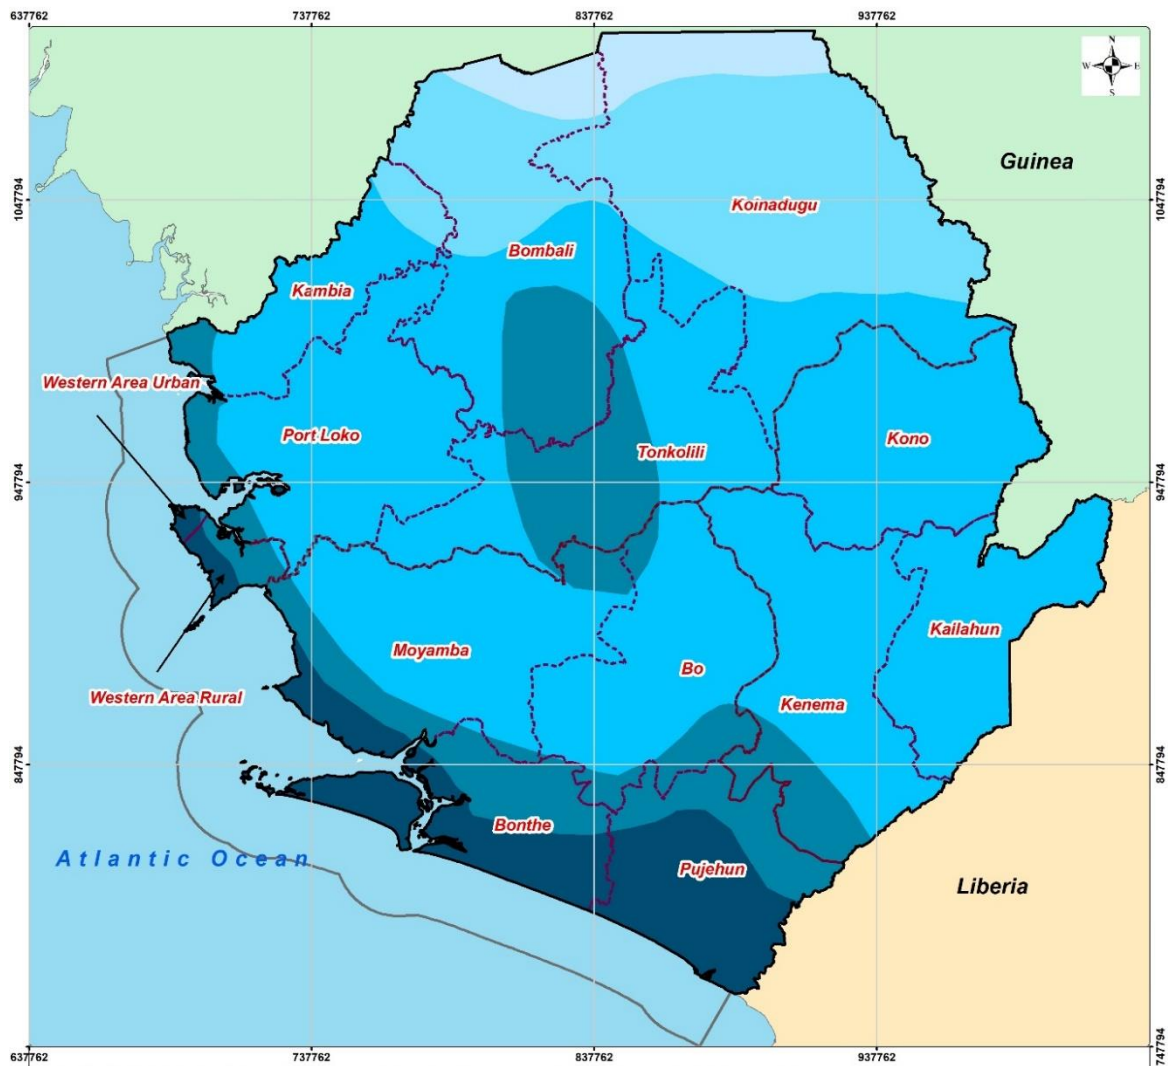 637762
737762
837762
937762
N
W E
S
Guinea
1047794
1047794
Koinadugu
Bombali
Kambia
Western Area Urban
Port Loko
Tonkolili
Kono
947794
947794
Kailahun
Moyamba
Bo
Western Area Rural
Kenema
847794
847794
Bonthe
Atlantic Ocean
Pujehun
Liberia
747794
637762
737762
837762
937762